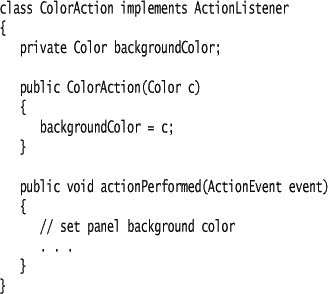 class ColorAction implements ActionListener
{
private Color backgroundColor;
public ColorAction(Color c)
{
backgroundColor = c;
}
public void actionPerformed(ActionEvent event)
{
// set panel background color
. . .
}
}